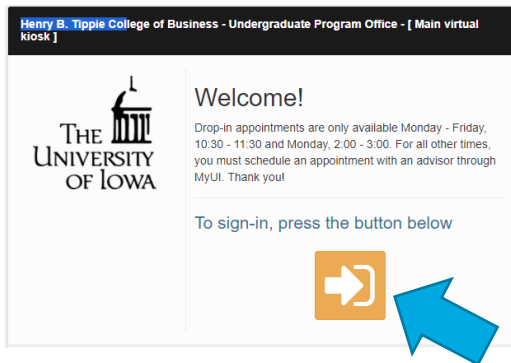 Henry B. Tippie College of Business - Undergraduate Program Office - [ Main virtual
kiosk ]
THE
UNIVERSITY
OF IOWA
Welcome!
Drop-in appointments are only available Monday - Friday,
10:30 - 11:30 and Monday, 2:00 - 3:00. For all other times,
you must schedule an appointment with an advisor through
MyUI. Thank you!
To sign-in, press the button below